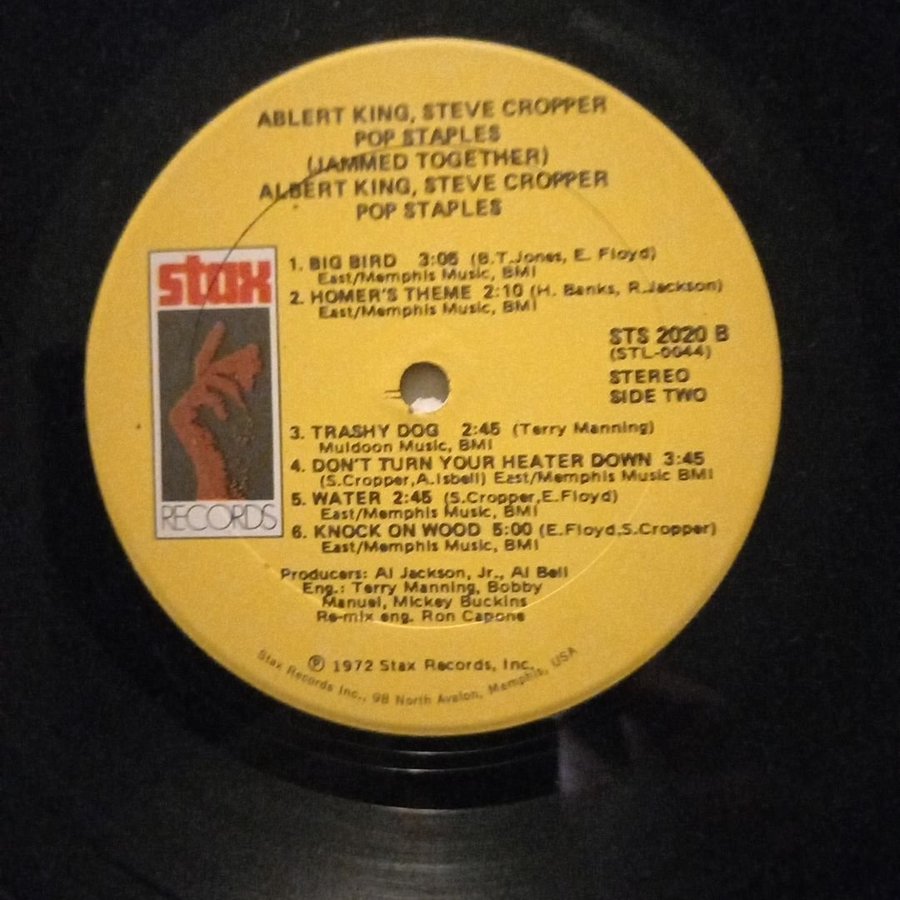 ABLERT KING, STEVE CROPPER
POP STAPLES
(JAMMED TOGETHER)
ALBERT KING, STEVE CROPPER
POP STAPLES
stax
RECORDS
1. BIG BIRD 3:05 (B.T.Jones, E. Floyd)
East/Memphis Music, BMI
2. HOMER'S THEME 2:10 (H. Banks, R.Jackson)
East/Memphis Music, BMI
STS 2020 B
(STL-0044)
STEREO
SIDE TWO
3. TRASHY DOG 2:45 (Terry Manning)
Muldoon Music, BMI
4. DON'T TURN YOUR HEATER DOWN 3:45
(S.Cropper,A.Isbell) East/Memphis Music BMI
5. WATER 2:45 (S.Cropper,E.Floyd)
East/Memphis Music, BMI
6. KNOCK ON WOOD 5:00 (E.Floyd,S.Cropper)
East/Memphis Music, BMI
Producers: Al Jackson, Jr., Al Bell
Eng.: Terry Manning, Bobby
Manuel, Mickey Buckins
Re-mix eng. Ron Capone
℗ 1972 Stax Records, Inc.
Stax Records Inc., 98 North Avalon, Memphis, USA